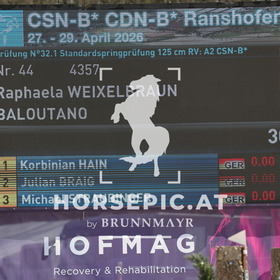 CSN-B* CDN-B* Ranshofe
27. - 29. April 2026
Prüfung N°32.1 Standardspringprüfung 125 cm RV: A2 CSN-B*
Nr. 44 4357
Raphaela WEIXELBRAUN
BALOUTANO
30
1 Korbinian HAIN GER 0.00
2 Julian BRAIG GER 0.00
3 Michael GER 0.00
HORSEPIC.AT
by BRUNNMAYR
HOFMAG
Recovery & Rehabilitation